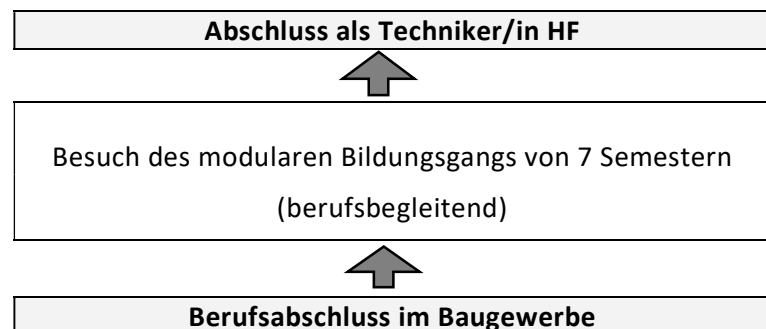 Abschluss als Techniker/in HF
Besuch des modularen Bildungsgangs von 7 Semestern
(berufsbegleitend)
Berufsabschluss im Baugewerbe